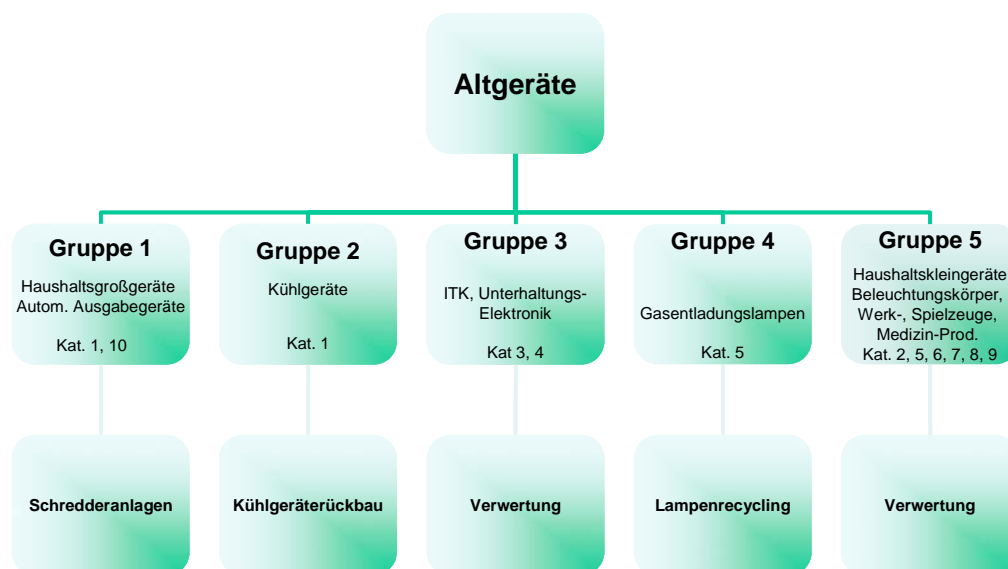 Altgeräte
Gruppe 1
Haushaltsgroßgeräte
Autom. Ausgabegeräte
Kat. 1, 10
Gruppe 2
Kühlgeräte
Kat. 1
Gruppe 3
ITK, Unterhaltungs-
Elektronik
Kat 3, 4
Gruppe 4
Gasentladungslampen
Kat. 5
Gruppe 5
Haushaltskleingeräte
Beleuchtungskörper,
Werk-, Spielzeuge,
Medizin-Prod.
Kat. 2, 5, 6, 7, 8, 9
Schredderanlagen
Kühlgeräterückbau
Verwertung
Lampenrecycling
Verwertung